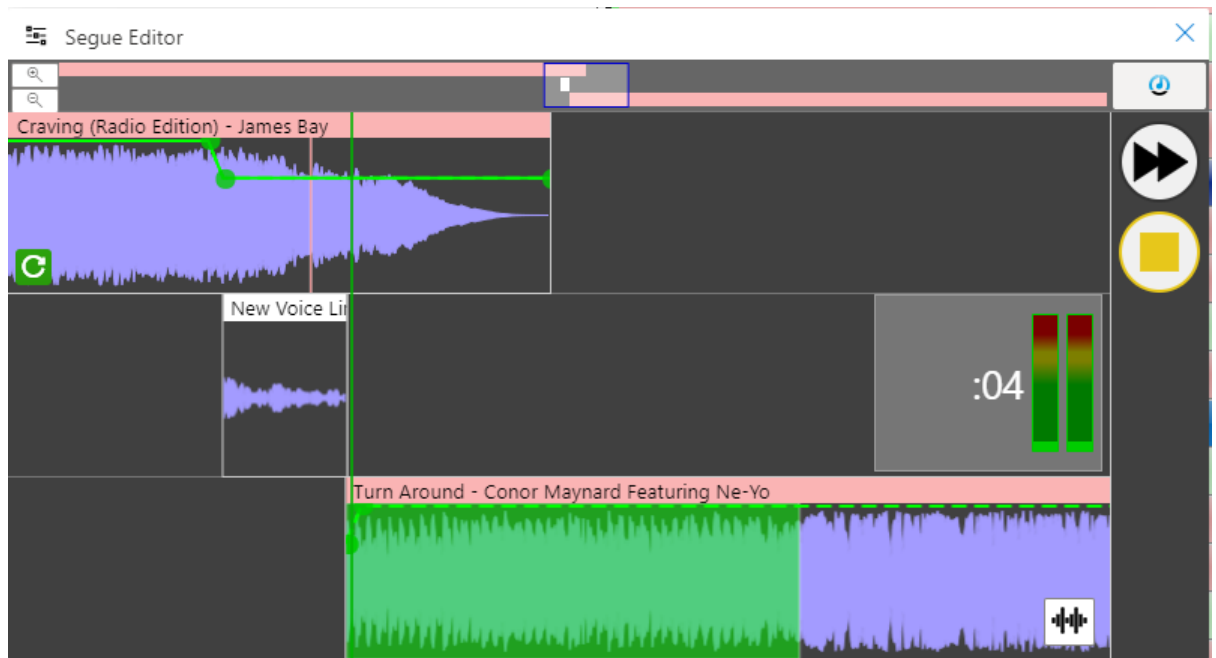 Segue Editor
Craving (Radio Edition) - James Bay
New Voice Li
:04
Turn Around - Conor Maynard Featuring Ne-Yo